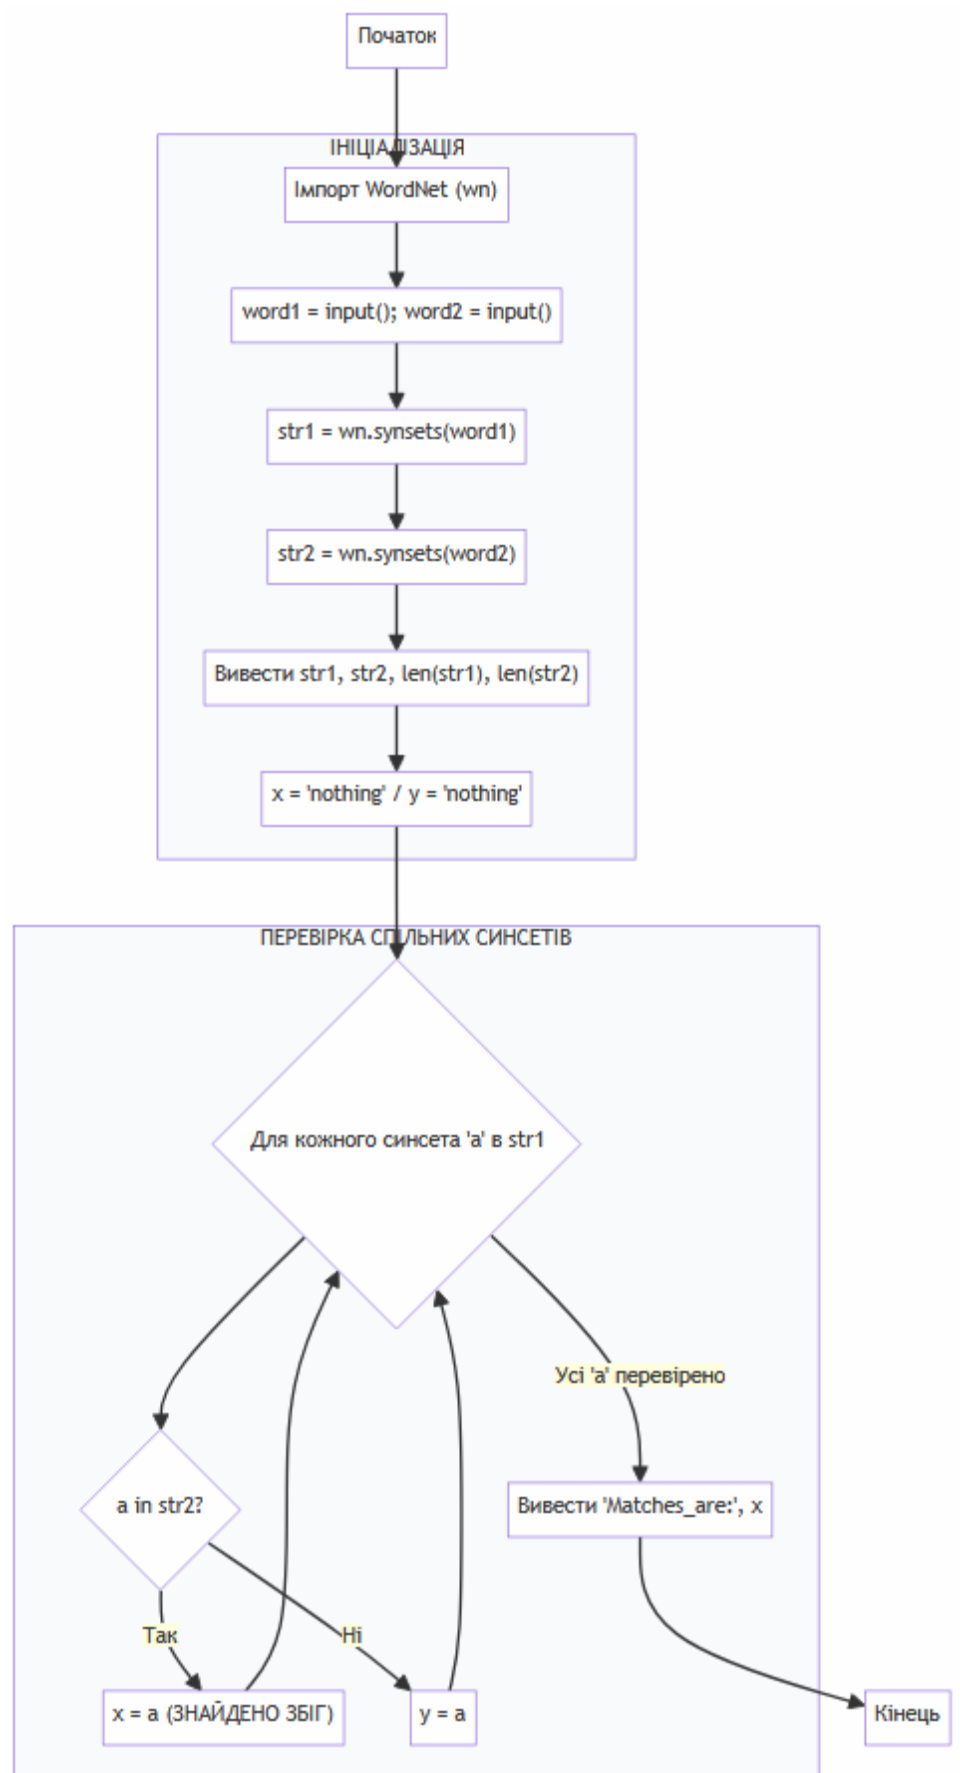 Початок
ІНІЦІАЛІЗАЦІЯ
Імпорт WordNet (wn)
word1 = input(); word2 = input()
str1 = wn.synsets(word1)
str2 = wn.synsets(word2)
Вивести str1, str2, len(str1), len(str2)
x = 'nothing' / y = 'nothing'
ПЕРЕВІРКА СПІЛЬНИХ СИНСЕТІВ
Для кожного синсета 'a' в str1
Усі 'a' перевірено
a in str2?
Вивести 'Matches_are:', x
Так
Ні
x = a (ЗНАЙДЕНО ЗБІГ)
y = a
Кінець